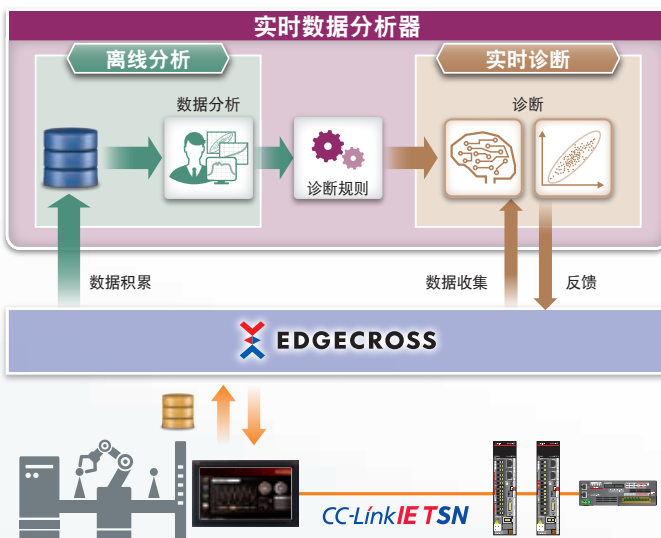 实时数据分析器
离线分析
实时诊断
数据分析
诊断
诊断规则
数据积累
数据收集
反馈
EDGECROSS
CC-Link IE TSN